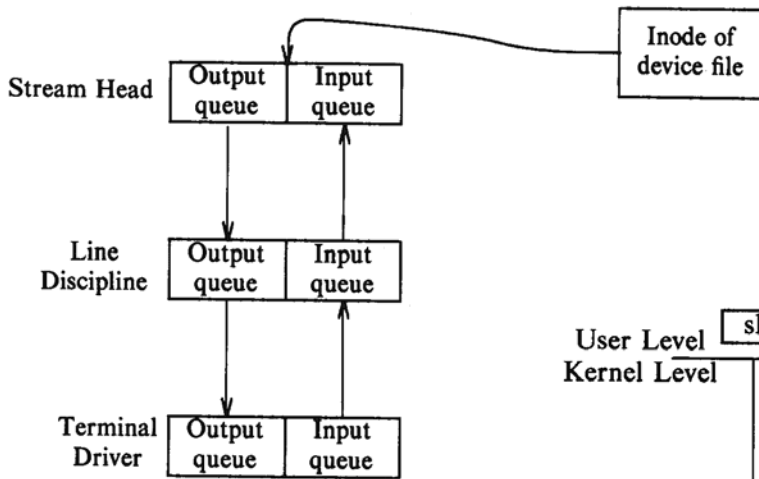 Inode of
device file
Stream Head
Output
queue
Input
queue
Line
Discipline
Output
queue
Input
queue
User Level
Kernel Level
Terminal
Driver
Output
queue
Input
queue